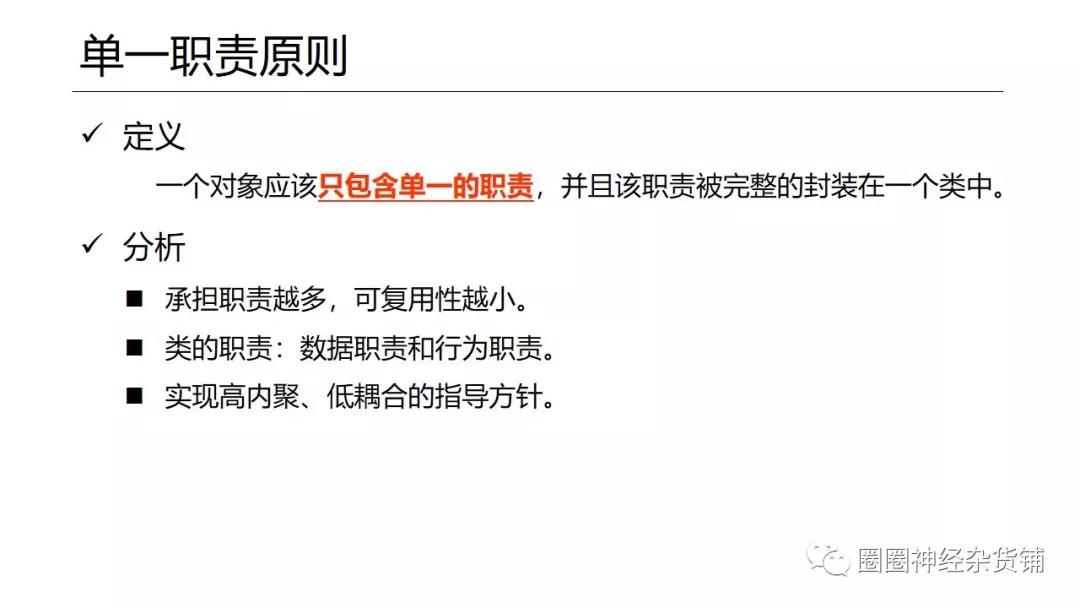 单一职责原则
✓ 定义
一个对象应该只包含单一的职责，并且该职责被完整的封装在一个类中。
✓ 分析
■ 承担职责越多，可复用性越小。
■ 类的职责：数据职责和行为职责。
■ 实现高内聚、低耦合的指导方针。
圈圈神经杂货铺